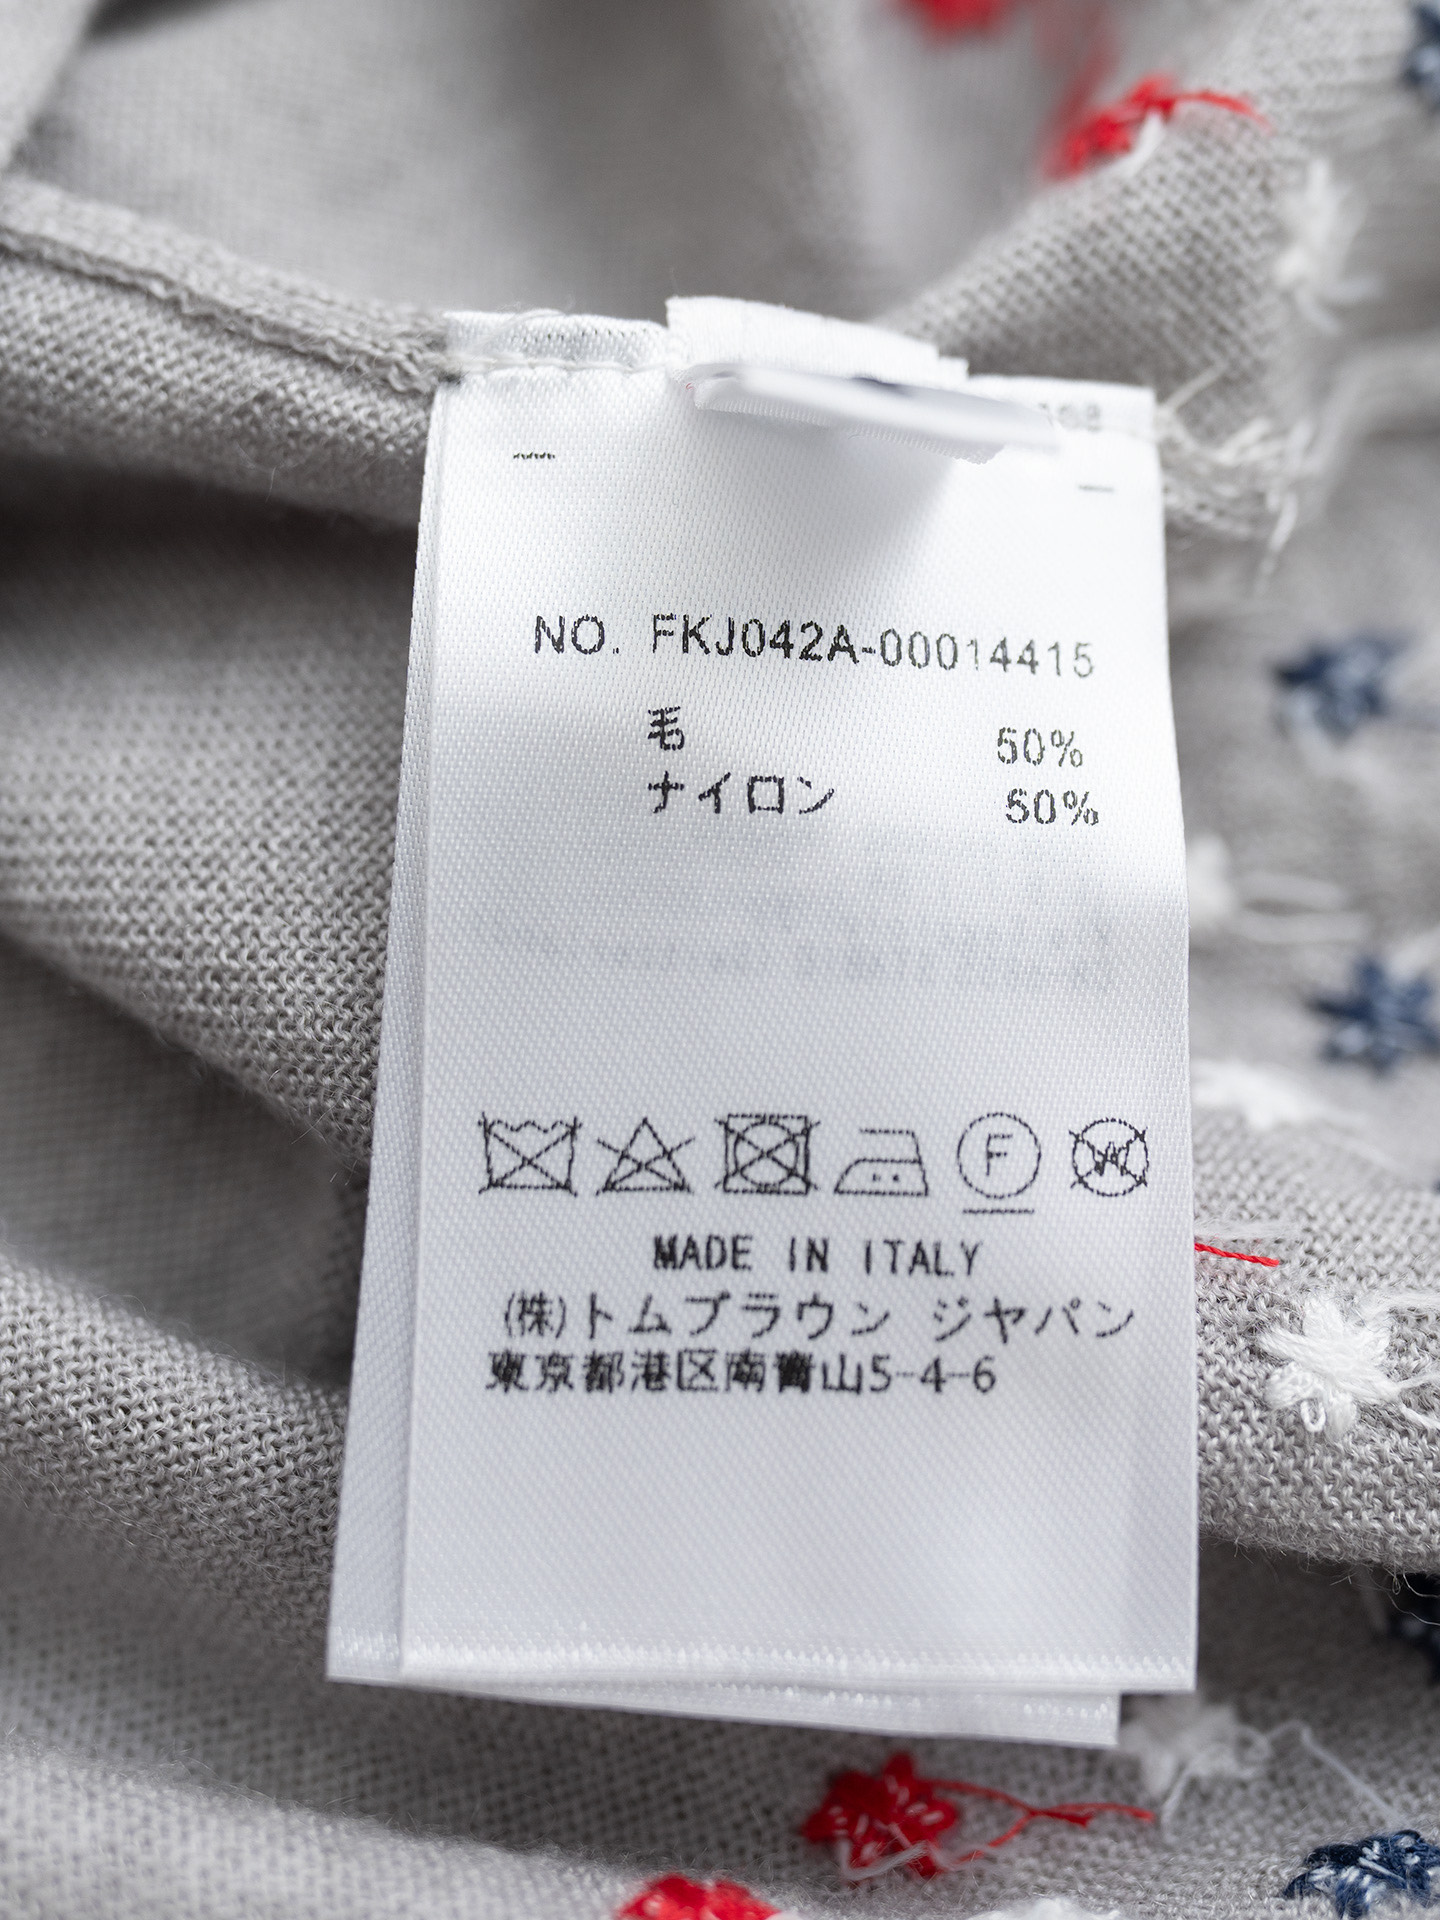 NO. FKJ042A-00014415
毛 50%
ナイロン 50%
F
W
MADE IN ITALY
(株)トムブラウン ジャパン
東京都港区南青山5-4-6